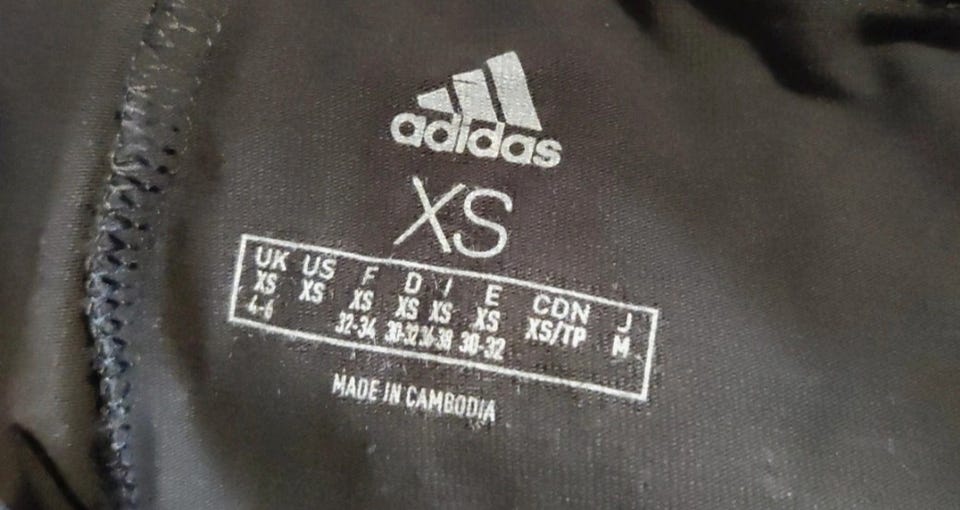 adidas
XS
UK US F D I E CDN J
XS XS XS XS XS XS XS/TP M
4-6 32-34 30-32 36-38 30-32
MADE IN CAMBODIA